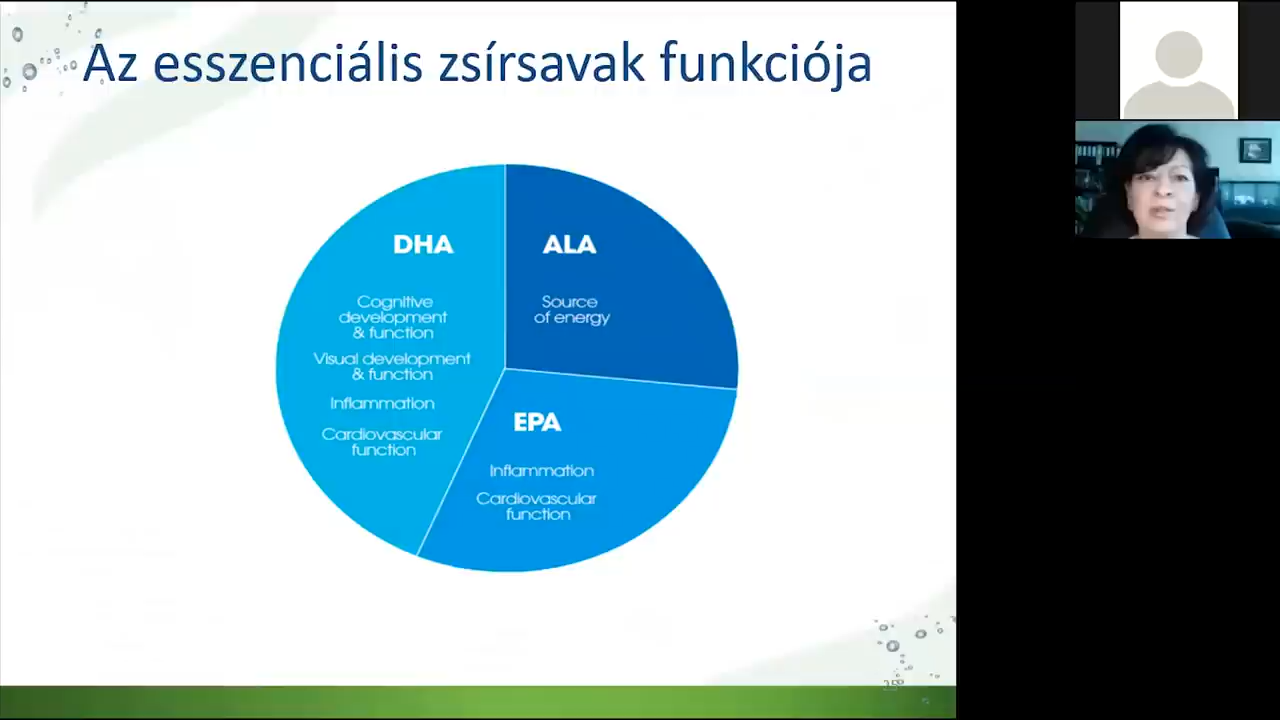 Az esszenciális zsírsavak funkciója
DHA
Cognitive
development
& function
Visual development
& function
Inflammation
Cardiovascular
function
ALA
Source
of energy
EPA
Inflammation
Cardiovascular
function